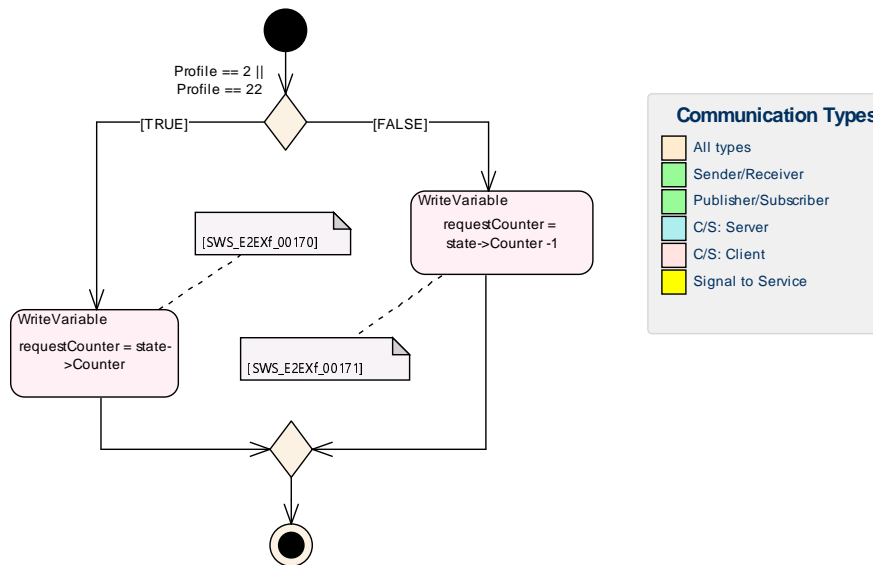 Profile == 2 ||
Profile == 22
[TRUE]
[FALSE]
WriteVariable
requestCounter =
state->Counter -1
[SWS_E2EXf_00170]
WriteVariable
requestCounter = state-
>Counter
[SWS_E2EXf_00171]
Communication Types
All types
Sender/Receiver
Publisher/Subscriber
C/S: Server
C/S: Client
Signal to Service